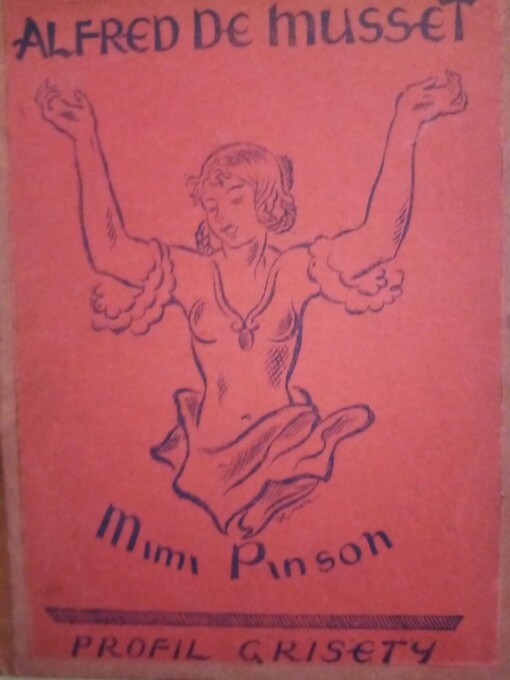 ALFRED DE MUSSET
Mimi Pinson
PROFIL GRISETY